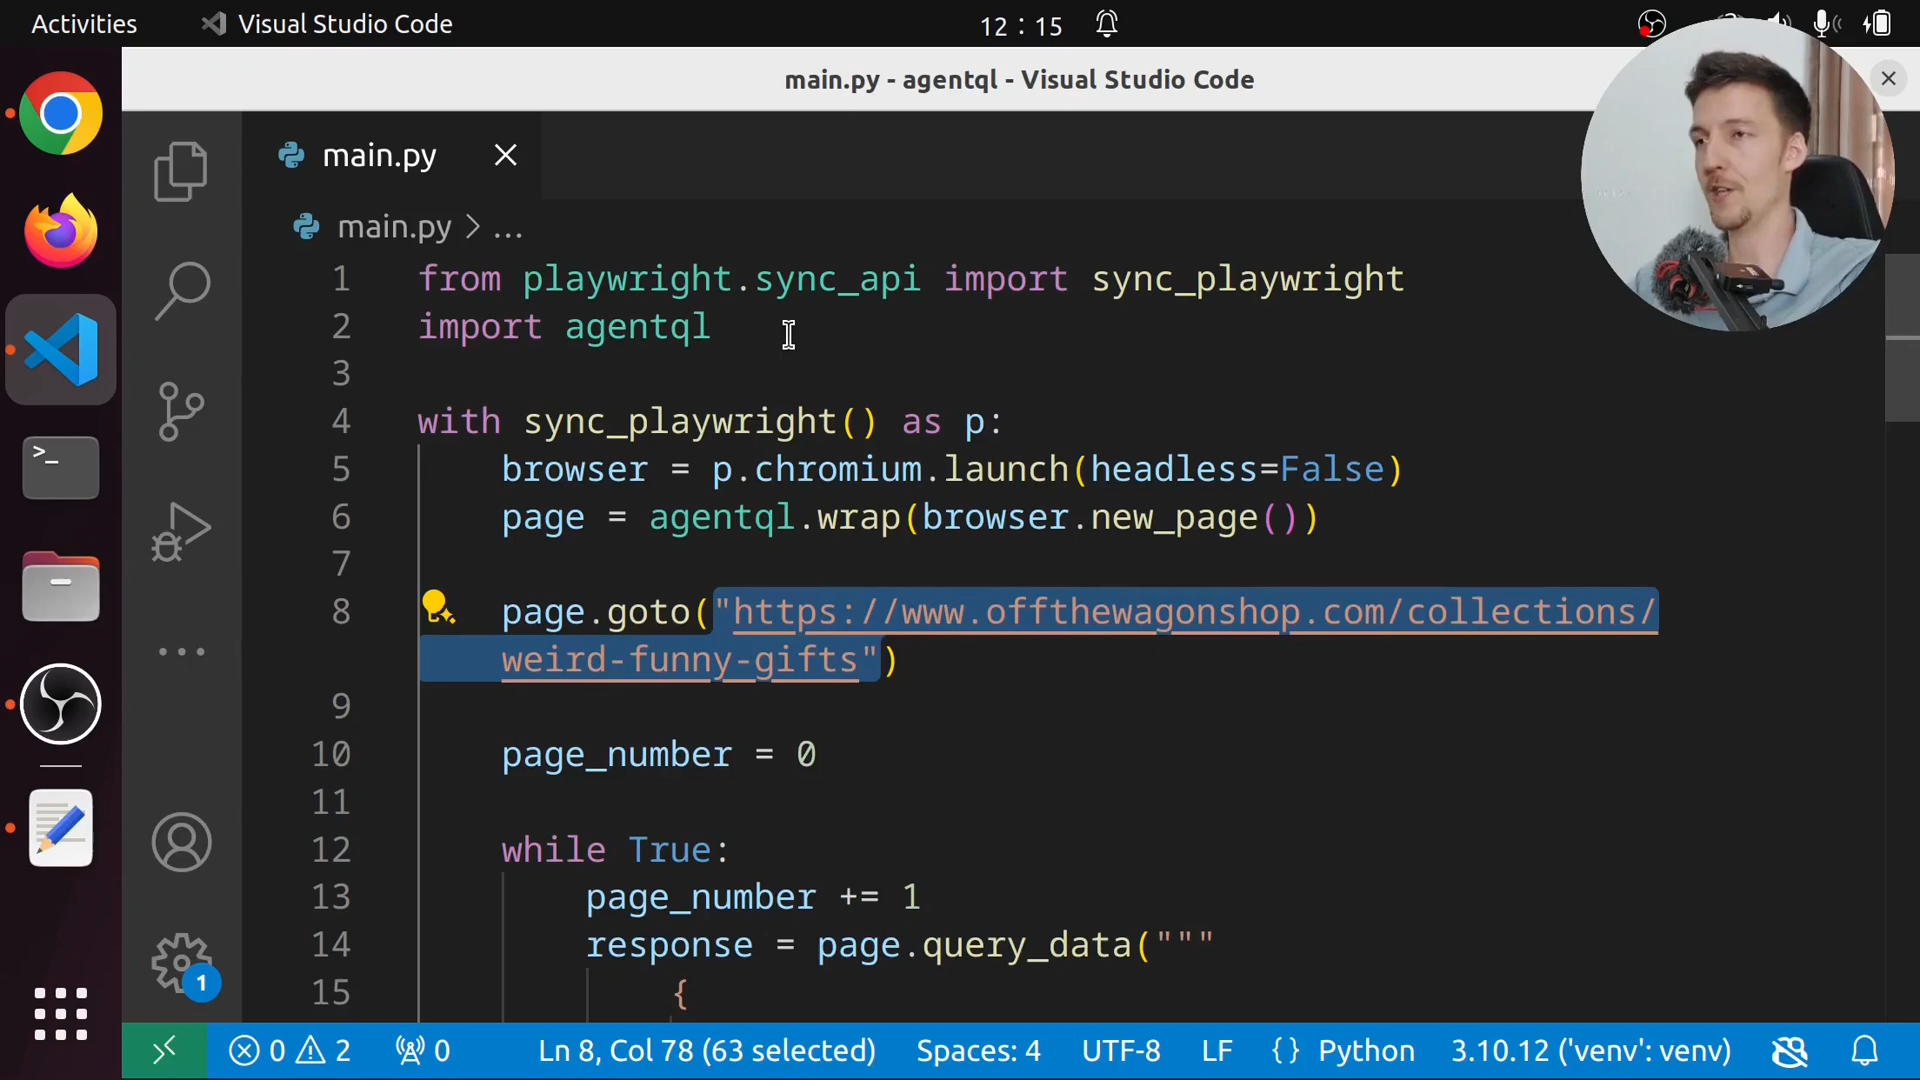 Activities
Visual Studio Code
12 : 15
main.py - agentql - Visual Studio Code
main.py
main.py > ...
1 from playwright.sync_api import sync_playwright
2 import agentql
3
4 with sync_playwright() as p:
5 browser = p.chromium.launch(headless=False)
6 page = agentql.wrap(browser.new_page())
7
8 page.goto("https://www.offthewagonshop.com/collections/
weird-funny-gifts")
9
10 page_number = 0
11
12 while True:
13 page_number += 1
14 response = page.query_data("""
15 {
1
0 2 0 Ln 8, Col 78 (63 selected) Spaces: 4 UTF-8 LF {} Python 3.10.12 ('venv': venv)